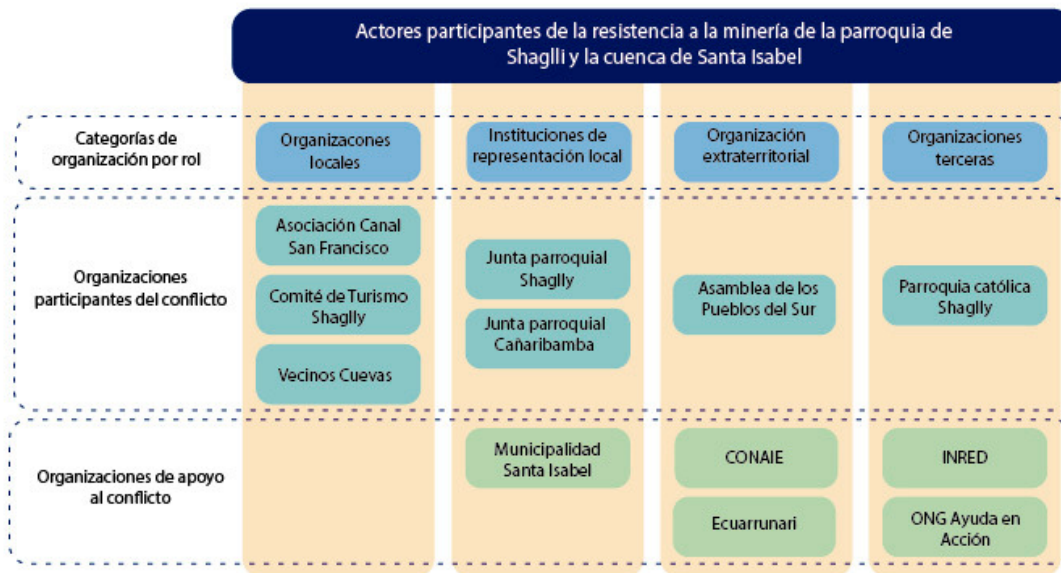 Actores participantes de la resistencia a la minería de la parroquia de
Shaglli y la cuenca de Santa Isabel
Categorías de
organización por rol
Organizacones
locales
Instituciones de
representación local
Organización
extraterritorial
Organizaciones
terceras
Organizaciones
participantes del conflicto
Asociación Canal
San Francisco
Comité de Turismo
Shaglly
Vecinos Cuevas
Junta parroquial
Shaglly
Junta parroquial
Cañaribamba
Asamblea de los
Pueblos del Sur
Parroquia católica
Shaglly
Organizaciones de apoyo
al conflicto
Municipalidad
Santa Isabel
CONAIE
Ecuarrunari
INRED
ONG Ayuda en
Acción